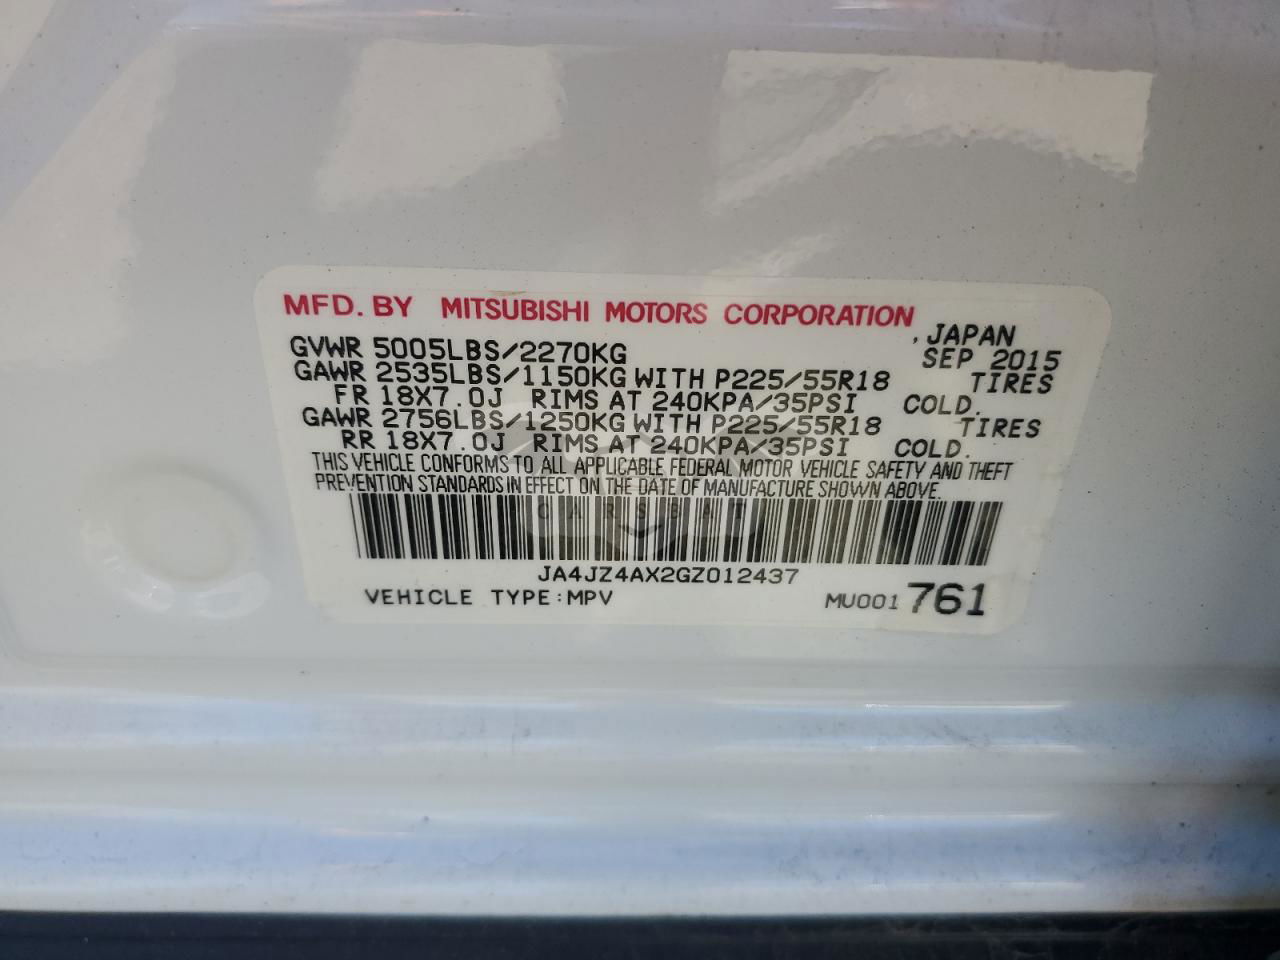 MFD. BY MITSUBISHI MOTORS CORPORATION
, JAPAN
GVWR 5005LBS/2270KG SEP 2015
GAWR 2535LBS/1150KG WITH P225/55R18 TIRES
FR 18X7.0J RIMS AT 240KPA/35PSI COLD.
GAWR 2756LBS/1250KG WITH P225/55R18 TIRES
RR 18X7.0J RIMS AT 240KPA/35PSI COLD.
THIS VEHICLE CONFORMS TO ALL APPLICABLE FEDERAL MOTOR VEHICLE SAFETY AND THEFT
PREVENTION STANDARDS IN EFFECT ON THE DATE OF MANUFACTURE SHOWN ABOVE.
CARSBAT
JA4JZ4AX2GZ012437
VEHICLE TYPE:MPV MU001 761